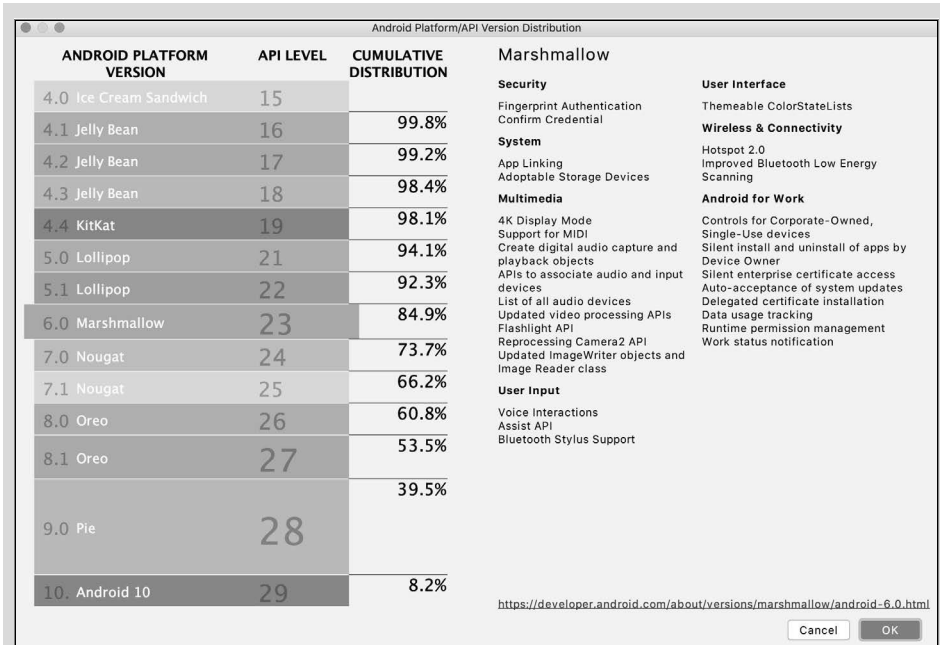 Android Platform/API Version Distribution
ANDROID PLATFORM VERSION API LEVEL CUMULATIVE DISTRIBUTION
4.0 Ice Cream Sandwich 15
99.8%
4.1 Jelly Bean 16
99.2%
4.2 Jelly Bean 17
98.4%
4.3 Jelly Bean 18
98.1%
4.4 KitKat 19
94.1%
5.0 Lollipop 21
92.3%
5.1 Lollipop 22
84.9%
6.0 Marshmallow 23
73.7%
7.0 Nougat 24
66.2%
7.1 Nougat 25
60.8%
8.0 Oreo 26
53.5%
8.1 Oreo 27
39.5%
9.0 Pie 28
8.2%
10. Android 10 29
Marshmallow
Security
Fingerprint Authentication
Confirm Credential
System
App Linking
Adoptable Storage Devices
Multimedia
4K Display Mode
Support for MIDI
Create digital audio capture and
playback objects
APIs to associate audio and input
devices
List of all audio devices
Updated video processing APIs
Flashlight API
Reprocessing Camera2 API
Updated ImageWriter objects and
Image Reader class
User Input
Voice Interactions
Assist API
Bluetooth Stylus Support
User Interface
Themeable ColorStateLists
Wireless & Connectivity
Hotspot 2.0
Improved Bluetooth Low Energy
Scanning
Android for Work
Controls for Corporate-Owned,
Single-Use devices
Silent install and uninstall of apps by
Device Owner
Silent enterprise certificate access
Auto-acceptance of system updates
Delegated certificate installation
Data usage tracking
Runtime permission management
Work status notification
https://developer.android.com/about/versions/marshmallow/android-6.0.html
Cancel OK